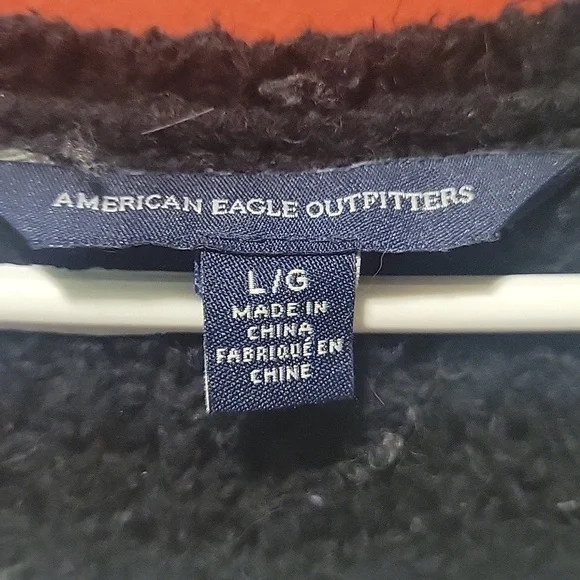 AMERICAN EAGLE OUTFITTERS
L/G
MADE IN
CHINA
FABRIQUÉ EN
CHINE